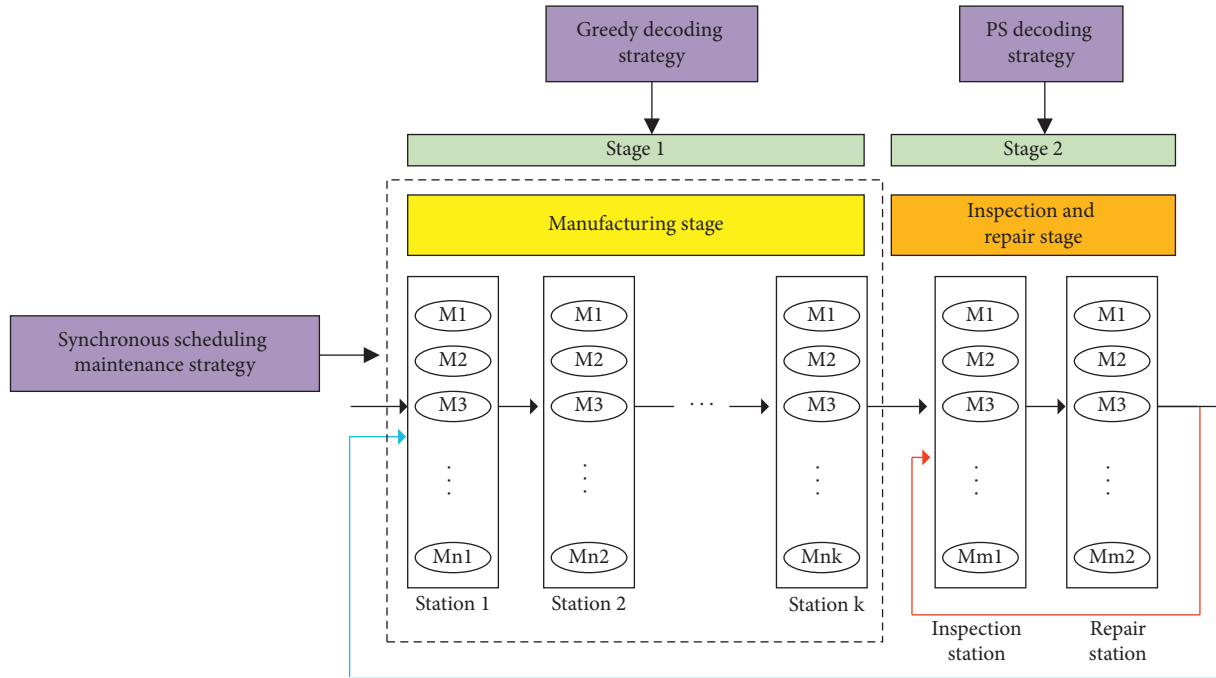 Greedy decoding
strategy
PS decoding
strategy
Stage 1
Stage 2
Manufacturing stage
Inspection and
repair stage
Synchronous scheduling
maintenance strategy
M1
M2
M3
⋮
Mn1
Station 1
M1
M2
M3
⋮
Mn2
Station 2
...
M1
M2
M3
⋮
Mnk
Station k
M1
M2
M3
⋮
Mm1
Inspection
station
M1
M2
M3
⋮
Mm2
Repair
station